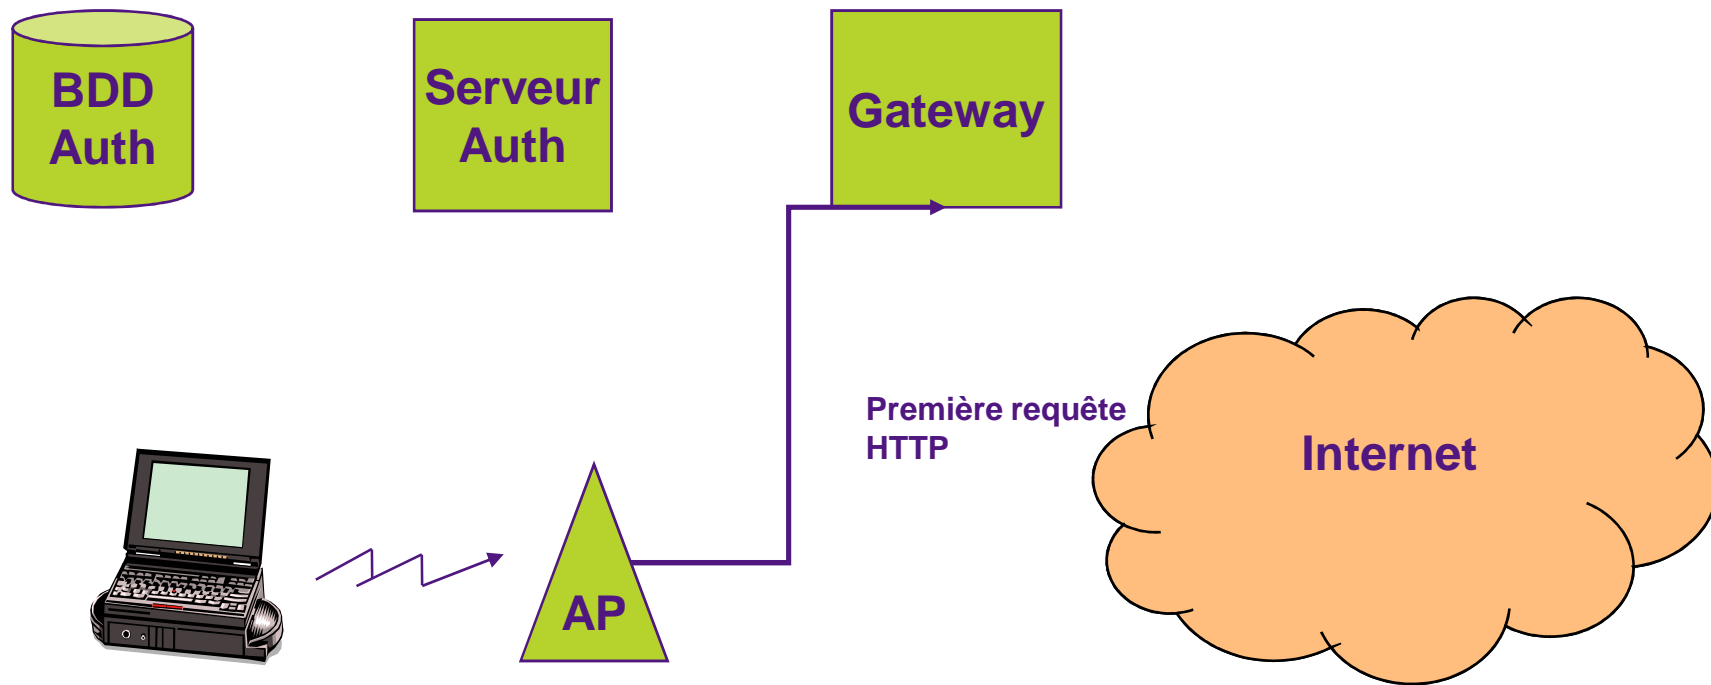 BDD
Auth
Serveur
Auth
Gateway
Première requête
HTTP
Internet
AP